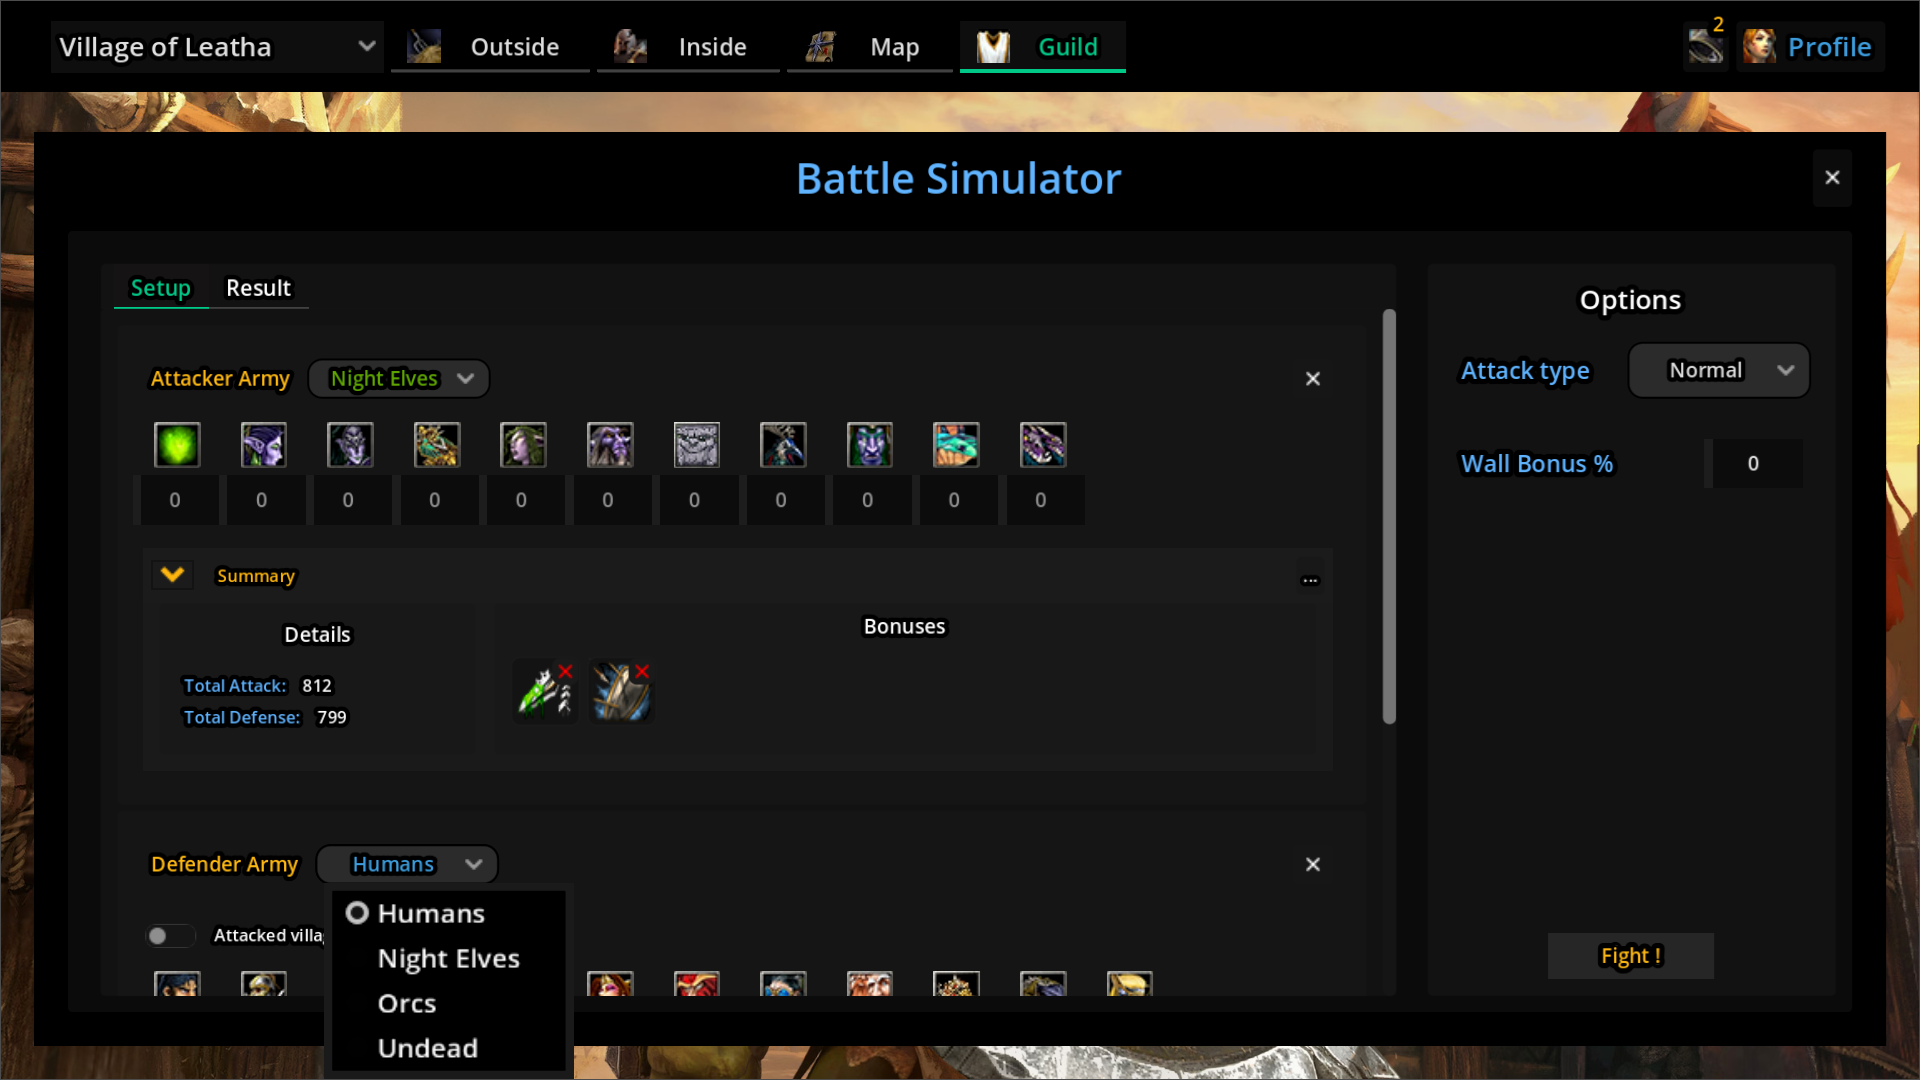 Village of Leatha
Outside
Inside
Map
Guild
2
Profile
Battle Simulator
Setup
Result
Attacker Army
Night Elves
0 0 0 0 0 0 0 0 0 0 0
Summary
...
Details
Total Attack: 812
Total Defense: 799
Bonuses
Defender Army
Humans
Humans
Night Elves
Orcs
Undead
Attacked villa
Options
Attack type
Normal
Wall Bonus %
0
Fight !